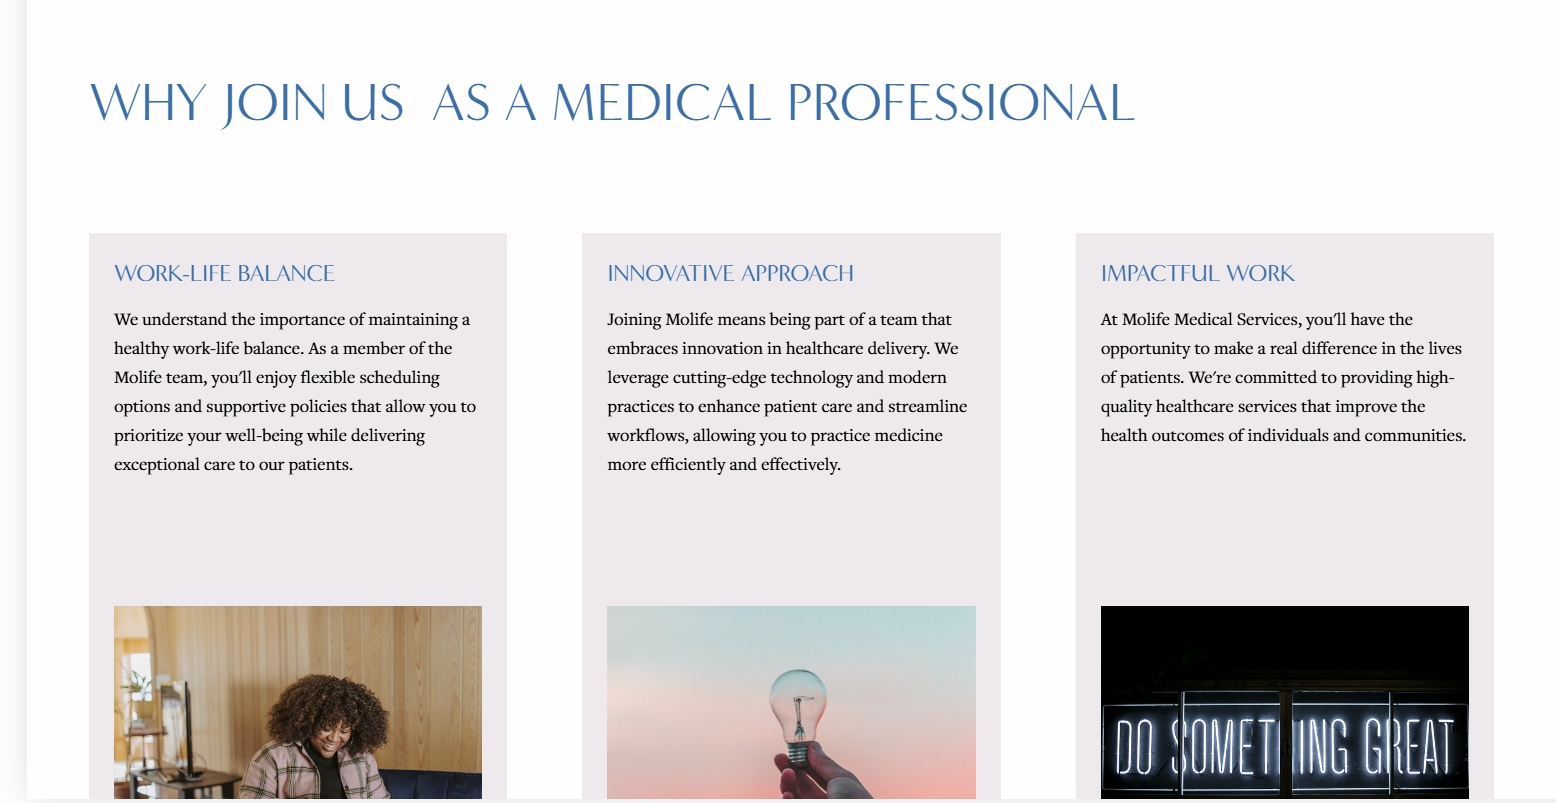 WHY JOIN US  AS A MEDICAL PROFESSIONAL
WORK-LIFE BALANCE
We understand the importance of maintaining a
healthy work-life balance. As a member of the
Molife team, you'll enjoy flexible scheduling
options and supportive policies that allow you to
prioritize your well-being while delivering
exceptional care to our patients.
INNOVATIVE APPROACH
Joining Molife means being part of a team that
embraces innovation in healthcare delivery. We
leverage cutting-edge technology and modern
practices to enhance patient care and streamline
workflows, allowing you to practice medicine
more efficiently and effectively.
IMPACTFUL WORK
At Molife Medical Services, you'll have the
opportunity to make a real difference in the lives
of patients. We're committed to providing high-
quality healthcare services that improve the
health outcomes of individuals and communities.
DO SOMETHING GREAT